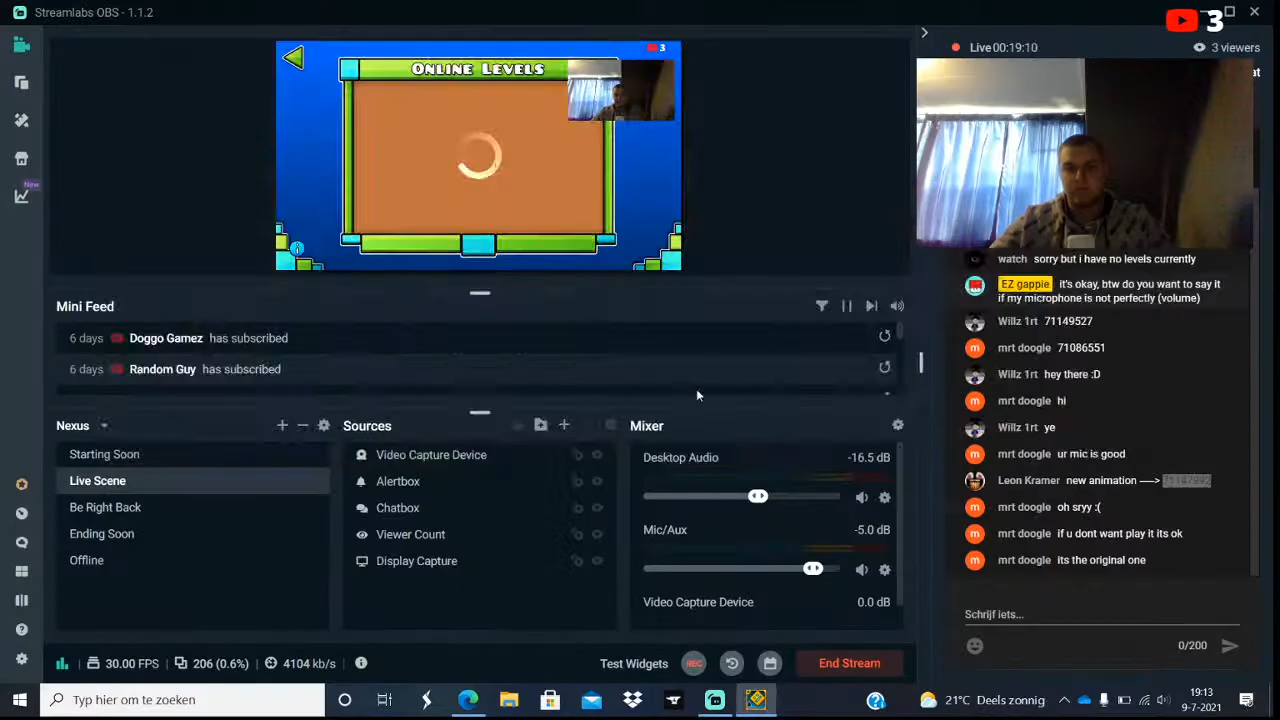 Streamlabs OBS - 1.1.2
3
Live 00:19:10
3 viewers
3
ONLINE LEVELS
New
Mini Feed
6 days Doggo Gamez has subscribed
6 days Random Guy has subscribed
Nexus
Starting Soon
Live Scene
Be Right Back
Ending Soon
Offline
Sources
Video Capture Device
Alertbox
Chatbox
Viewer Count
Display Capture
Mixer
Desktop Audio -16.5 dB
Mic/Aux -5.0 dB
Video Capture Device 0.0 dB
watch sorry but i have no levels currently
EZ gappie it's okay, btw do you want to say it
if my microphone is not perfectly (volume)
Willz 1rt 71149527
mrt doogle 71086551
Willz 1rt hey there :D
mrt doogle hi
Willz 1rt ye
mrt doogle ur mic is good
Leon Kramer new animation ----> 71147992
mrt doogle oh sryy :(
mrt doogle if u dont want play it its ok
mrt doogle its the original one
Schrijf iets...
0/200
30.00 FPS 206 (0.6%) 4104 kb/s
Test Widgets REC End Stream
Typ hier om te zoeken
21°C Deels zonnig
19:13
9-7-2021